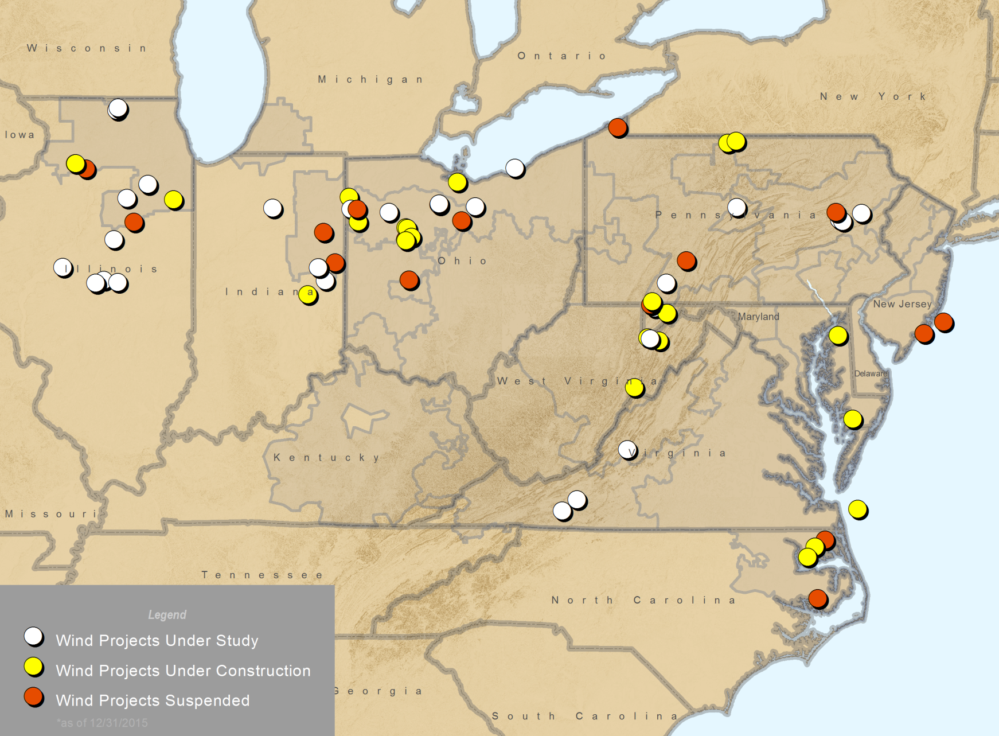 Wisconsin
Ontario
Michigan
New York
Iowa
Pennsylvania
Ohio
Illinois
Indiana
New Jersey
Maryland
Delaware
West Virginia
Virginia
Kentucky
Missouri
Tennessee
North Carolina
Georgia
South Carolina
Legend
Wind Projects Under Study
Wind Projects Under Construction
Wind Projects Suspended
*as of 12/31/2015